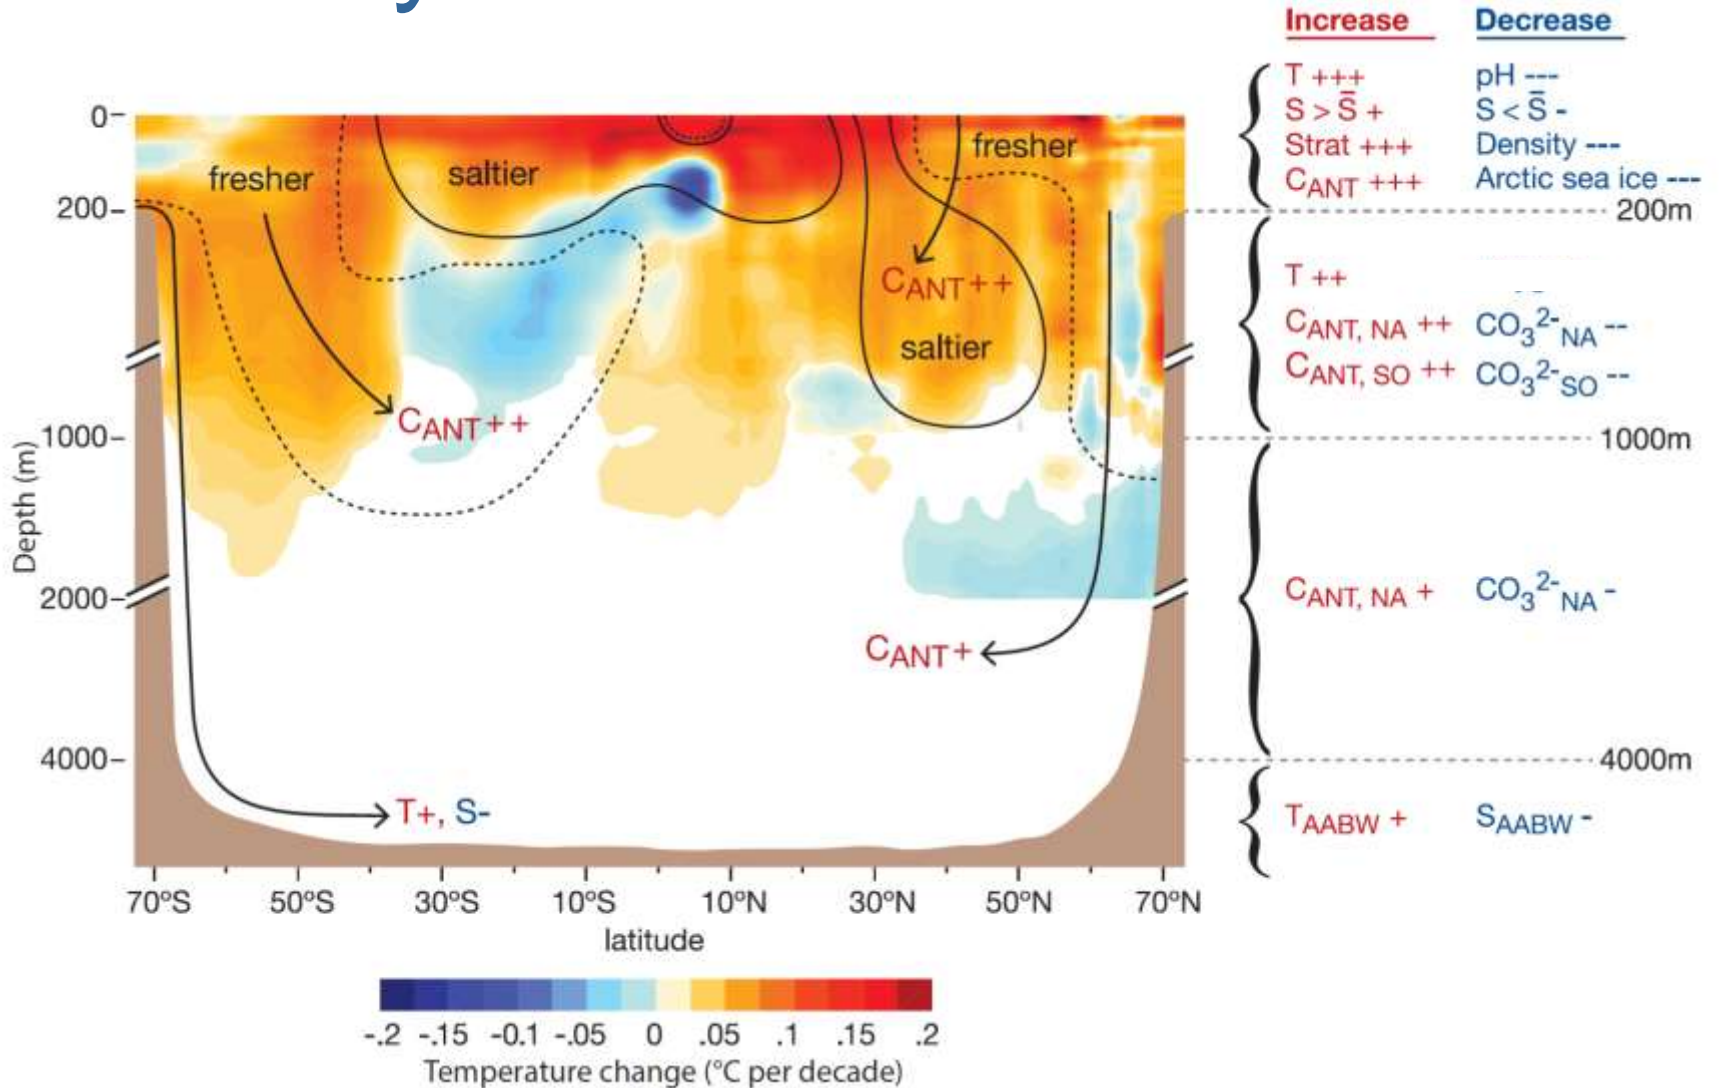 Increase Decrease
T +++ pH ---
S > S̄ + S < S̄ -
Strat +++ Density ---
CANT +++ Arctic sea ice ---
200m
T ++
CANT, NA ++ CO₃²⁻NA --
CANT, SO ++ CO₃²⁻SO --
1000m
CANT, NA + CO₃²⁻NA -
4000m
TAABW + SAABW -
0
200
1000
2000
4000
Depth (m)
fresher
saltier
fresher
CANT++
saltier
CANT++
CANT+
T+, S-
70°S 50°S 30°S 10°S 10°N 30°N 50°N 70°N
latitude
-.2 -.15 -0.1 -.05 0 .05 .1 .15 .2
Temperature change (°C per decade)